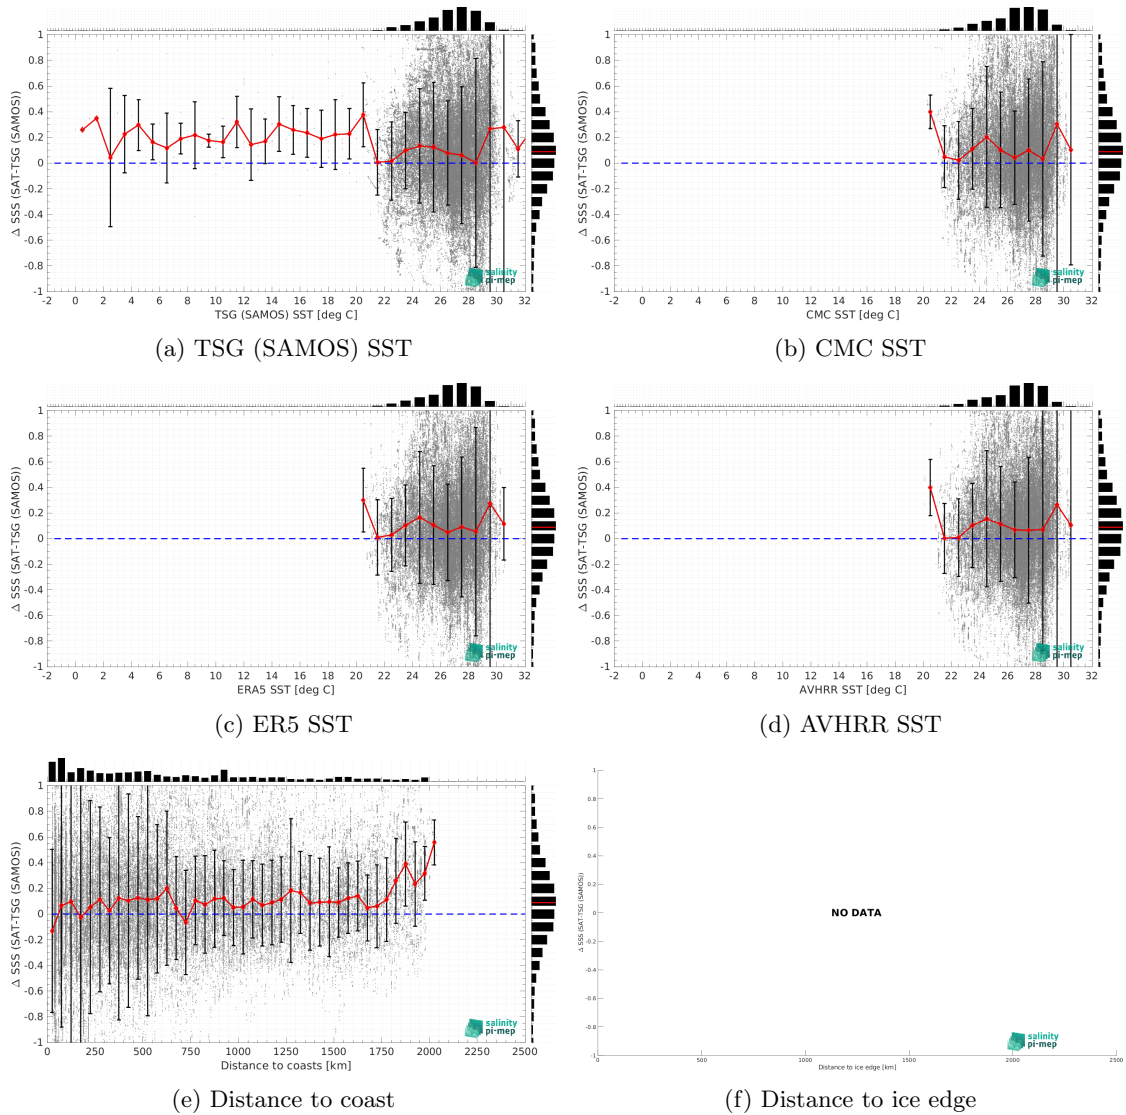 1
0.8
0.6
0.4
0.2
0
-0.2
-0.4
-0.6
-0.8
-1
Δ SSS (SAT-TSG (SAMOS))
-2 0 2 4 6 8 10 12 14 16 18 20 22 24 26 28 30 32
TSG (SAMOS) SST [deg C]
salinity
pi-mep
(a) TSG (SAMOS) SST
1
0.8
0.6
0.4
0.2
0
-0.2
-0.4
-0.6
-0.8
-1
Δ SSS (SAT-TSG (SAMOS))
-2 0 2 4 6 8 10 12 14 16 18 20 22 24 26 28 30 32
CMC SST [deg C]
salinity
pi-mep
(b) CMC SST
1
0.8
0.6
0.4
0.2
0
-0.2
-0.4
-0.6
-0.8
-1
Δ SSS (SAT-TSG (SAMOS))
-2 0 2 4 6 8 10 12 14 16 18 20 22 24 26 28 30 32
ERA5 SST [deg C]
salinity
pi-mep
(c) ER5 SST
1
0.8
0.6
0.4
0.2
0
-0.2
-0.4
-0.6
-0.8
-1
Δ SSS (SAT-TSG (SAMOS))
-2 0 2 4 6 8 10 12 14 16 18 20 22 24 26 28 30 32
AVHRR SST [deg C]
salinity
pi-mep
(d) AVHRR SST
1
0.8
0.6
0.4
0.2
0
-0.2
-0.4
-0.6
-0.8
-1
Δ SSS (SAT-TSG (SAMOS))
0 250 500 750 1000 1250 1500 1750 2000 2250 2500
Distance to coasts [km]
salinity
pi-mep
(e) Distance to coast
1
0.8
0.6
0.4
0.2
0
-0.2
-0.4
-0.6
-0.8
-1
Δ SSS (SAT-TSG (SAMOS))
NO DATA
0 500 1000 1500 2000 2500
Distance to ice edge [km]
salinity
pi-mep
(f) Distance to ice edge